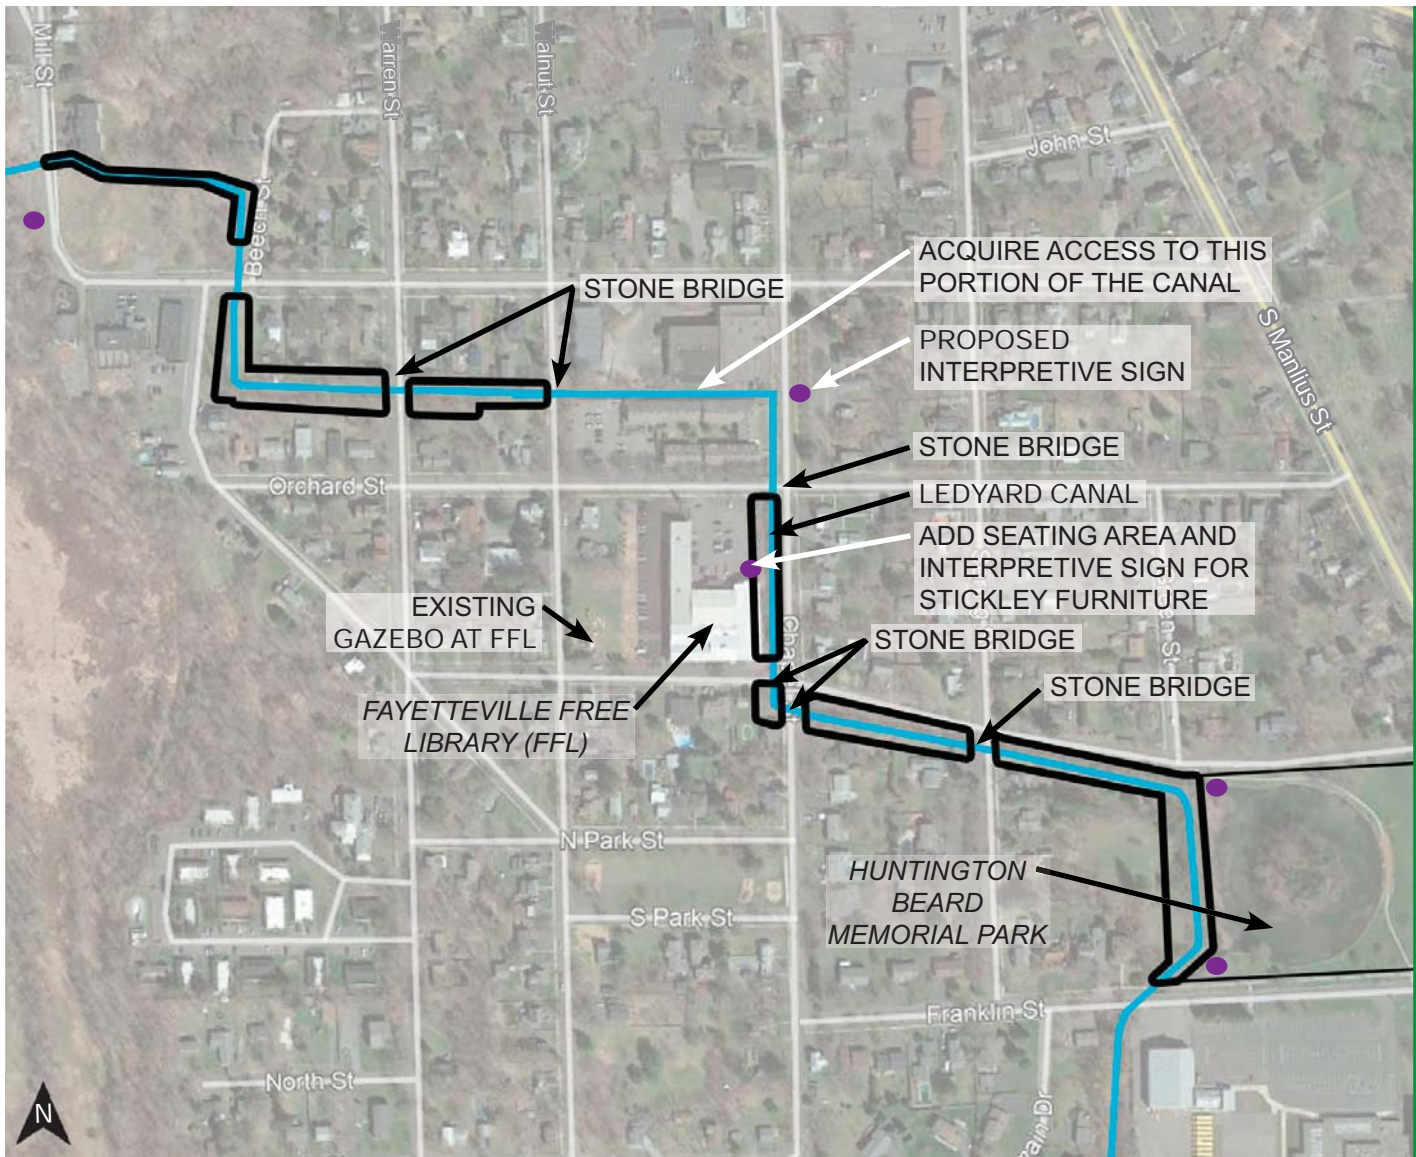 Mill St
Warren St
Walnut St
John St
Beech St
ACQUIRE ACCESS TO THIS
PORTION OF THE CANAL
STONE BRIDGE
S Manlius St
PROPOSED
INTERPRETIVE SIGN
STONE BRIDGE
Orchard St
LEDYARD CANAL
ADD SEATING AREA AND
INTERPRETIVE SIGN FOR
STICKLEY FURNITURE
EXISTING
GAZEBO AT FFL
STONE BRIDGE
STONE BRIDGE
FAYETTEVILLE FREE
LIBRARY (FFL)
N Park St
HUNTINGTON
BEARD
MEMORIAL PARK
S Park St
Franklin St
North St
N